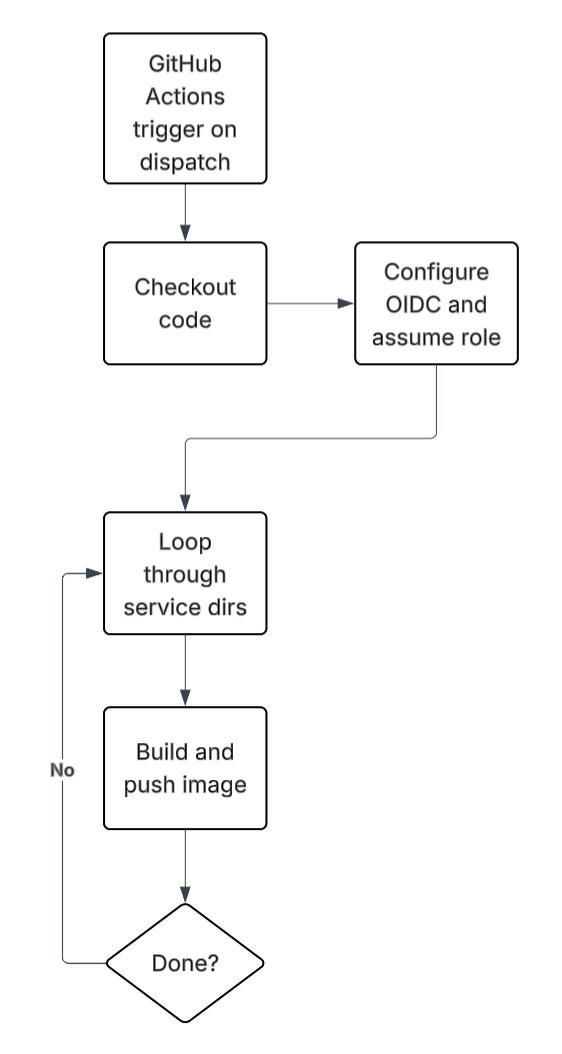 GitHub
Actions
trigger on
dispatch
Checkout
code
Configure
OIDC and
assume role
Loop
through
service dirs
Build and
push image
No
Done?